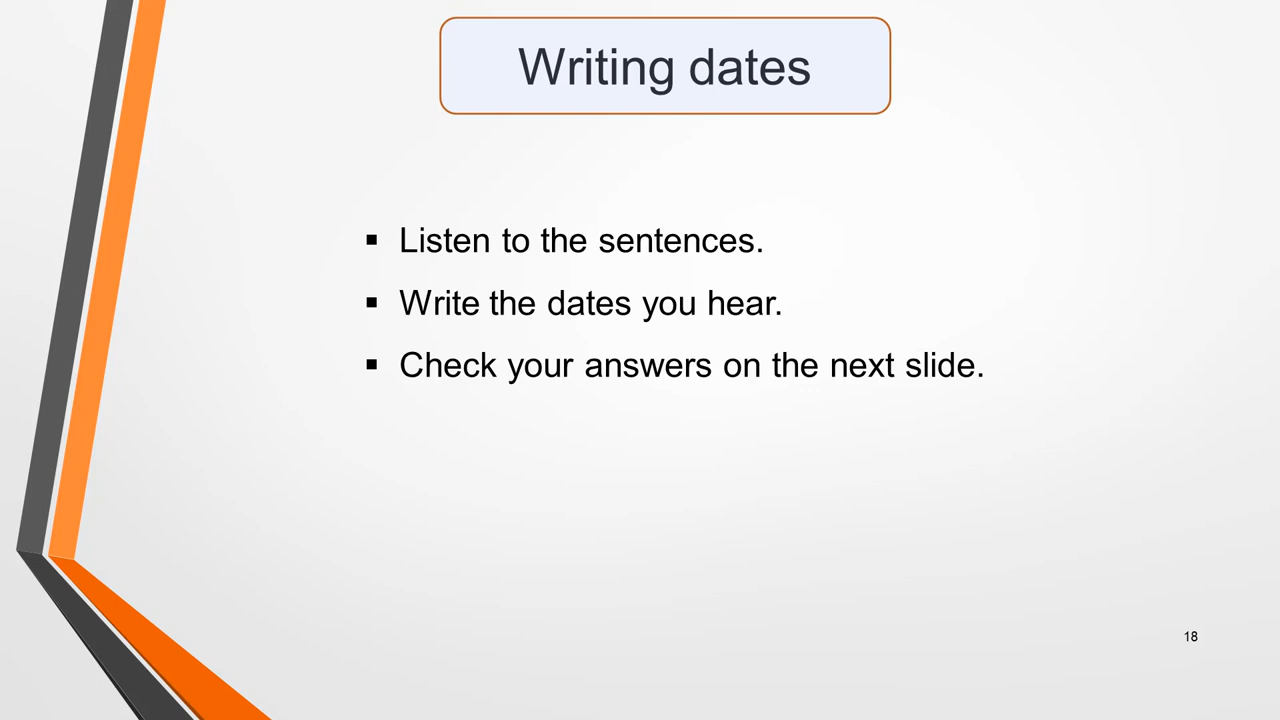 Writing dates
▪ Listen to the sentences.
▪ Write the dates you hear.
▪ Check your answers on the next slide.
18